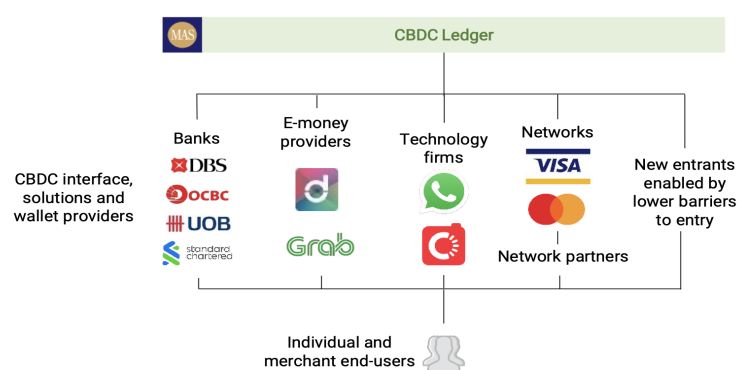 MAS
CBDC Ledger
Banks
E-money
providers
Technology
firms
Networks
DBS
OCBC
UOB
standard
chartered
d
Grab
VISA
Network partners
New entrants
enabled by
lower barriers
to entry
CBDC interface,
solutions and
wallet providers
Individual and
merchant end-users